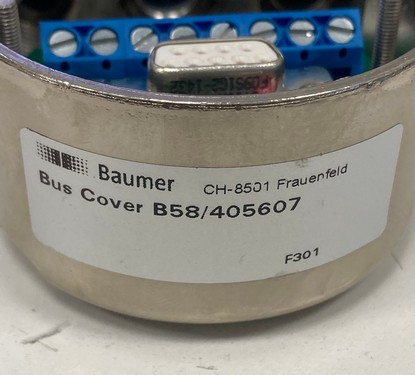 Baumer CH-8501 Frauenfeld
Bus Cover B58/405607
F301